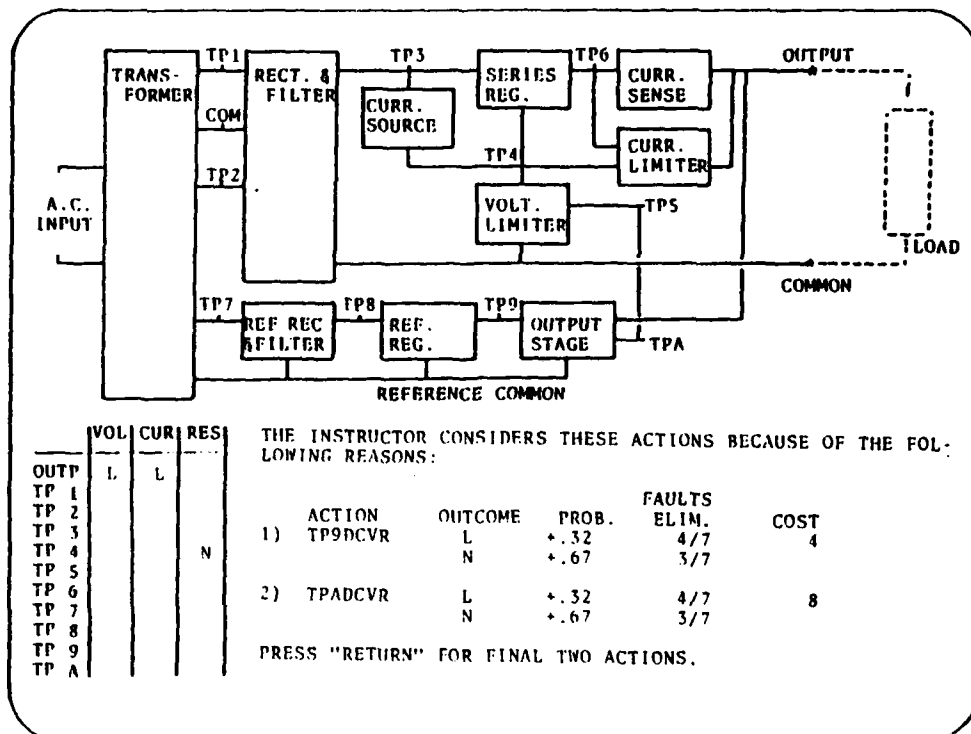 TP1 TP3 TP6 OUTPUT
TRANS- RECT. & SERIES CURR.
FORMER FILTER REG. SENSE
CURR.
SOURCE
COM
TP4 CURR.
LIMITER
TP2
A.C.
INPUT
VOLT. TP5
LIMITER
LOAD
COMMON
TP7 TP8 TP9
REF REC REF. OUTPUT
&FILTER REG. STAGE
TPA
REFERENCE COMMON
VOL CUR RES
OUTP L L
TP 1
TP 2
TP 3
TP 4 N
TP 5
TP 6
TP 7
TP 8
TP 9
TP A
THE INSTRUCTOR CONSIDERS THESE ACTIONS BECAUSE OF THE FOL-
LOWING REASONS:
FAULTS
ACTION OUTCOME PROB. ELIM. COST
1) TP9DCVR L +.32 4/7 4
N +.67 3/7
2) TPADCVR L +.32 4/7 8
N +.67 3/7
PRESS "RETURN" FOR FINAL TWO ACTIONS.